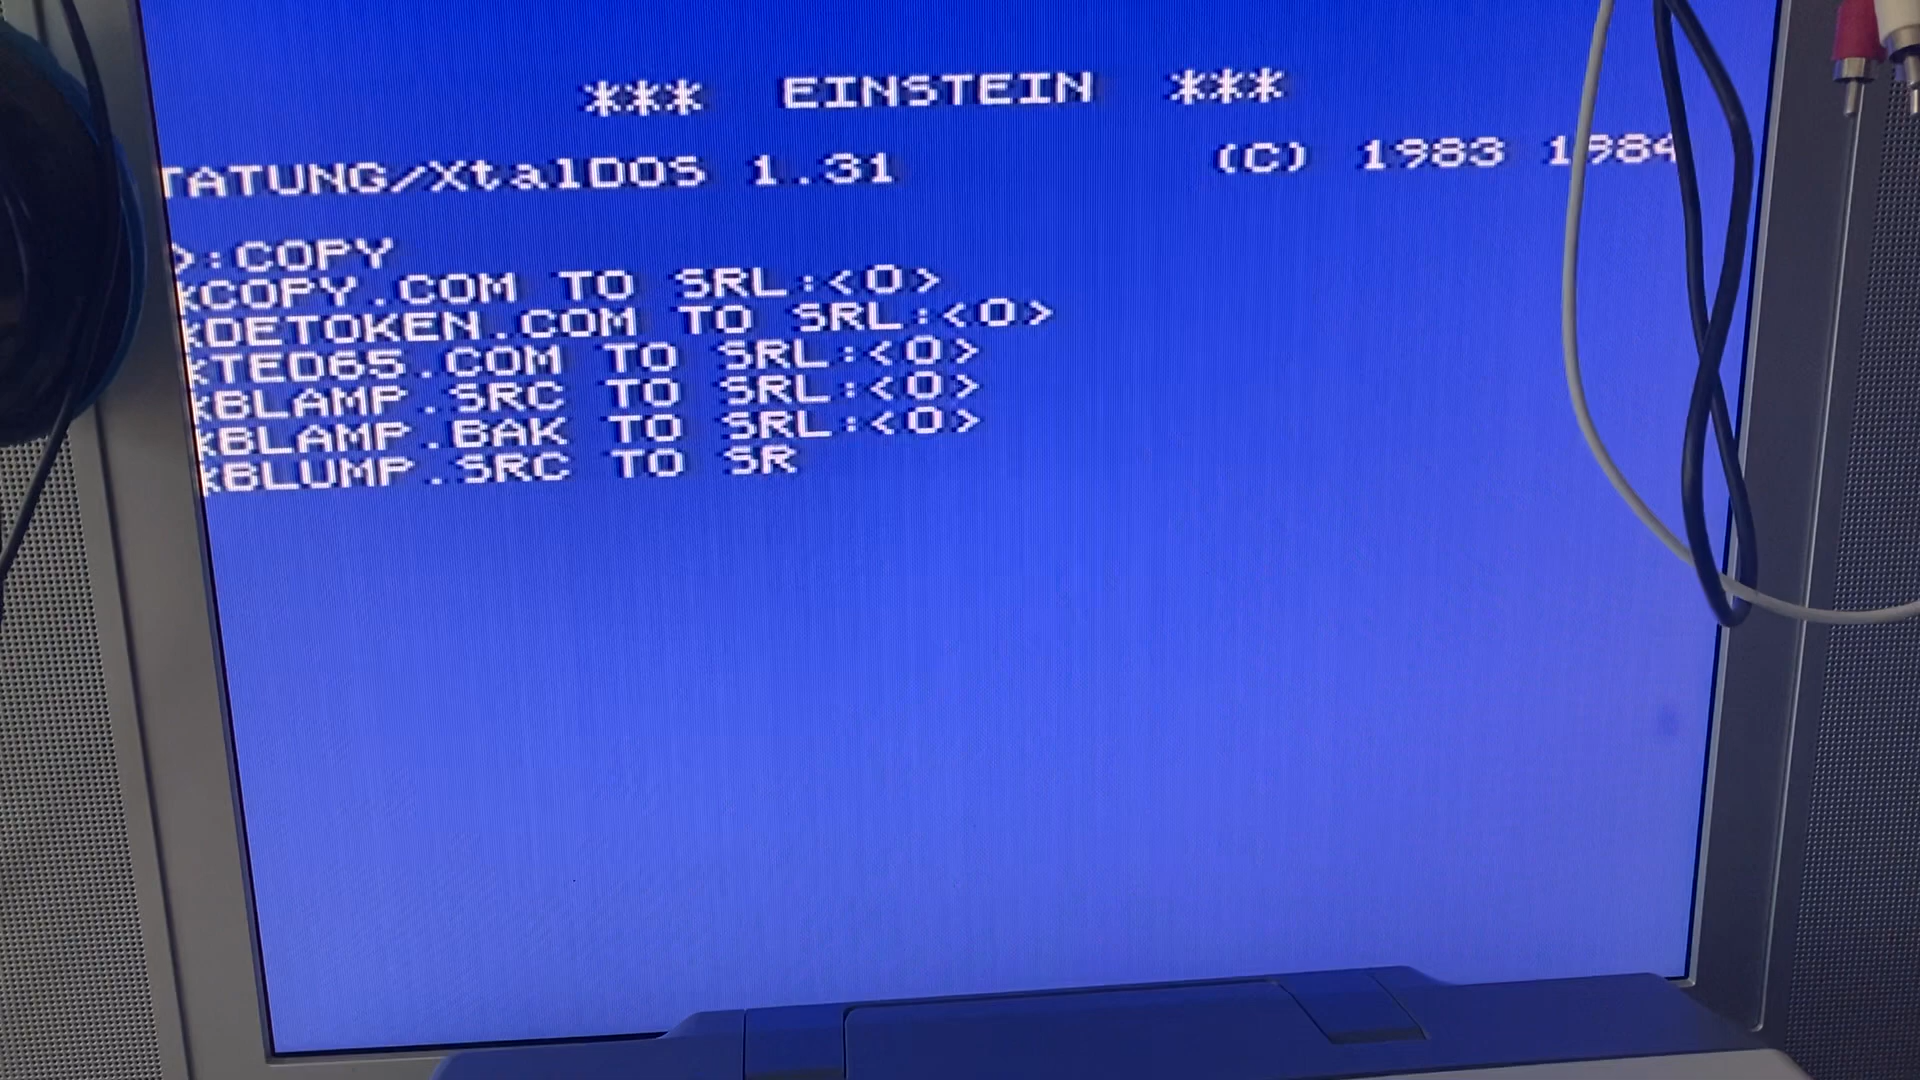 *** EINSTEIN ***
TATUNG/XtalDOS 1.31 (C) 1983 1984
>:COPY
*COPY.COM TO SRL:<0>
*DETOKEN.COM TO SRL:<0>
*TED65.COM TO SRL:<0>
*BLAMP.SRC TO SRL:<0>
*BLAMP.BAK TO SRL:<0>
*BLUMP.SRC TO SR